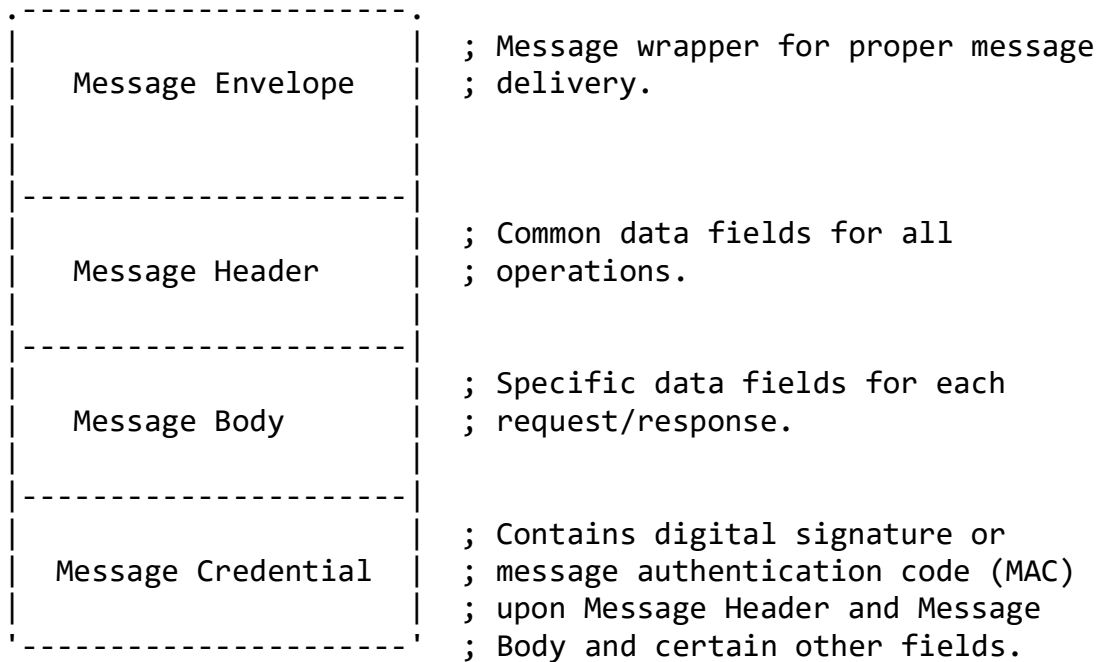 ; Message wrapper for proper message
Message Envelope ; delivery.
; Common data fields for all
Message Header ; operations.
; Specific data fields for each
Message Body ; request/response.
; Contains digital signature or
Message Credential ; message authentication code (MAC)
; upon Message Header and Message
; Body and certain other fields.